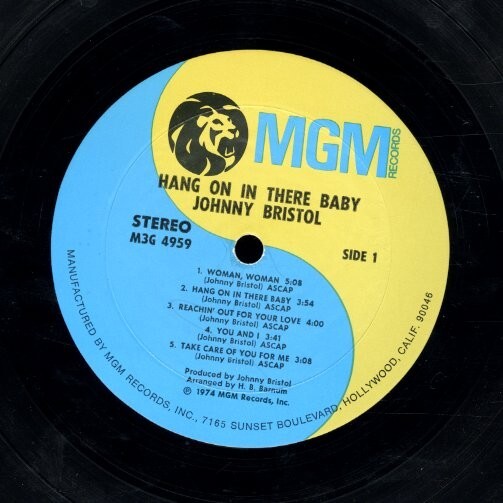 MGM
RECORDS
HANG ON IN THERE BABY
JOHNNY BRISTOL
STEREO
M3G 4959
SIDE 1
1. WOMAN, WOMAN 5:08
(Johnny Bristol) ASCAP
2. HANG ON IN THERE BABY 3:54
(Johnny Bristol) ASCAP
3. REACHIN' OUT FOR YOUR LOVE 4:00
(Johnny Bristol) ASCAP
4. YOU AND I 3:41
(Johnny Bristol) ASCAP
5. TAKE CARE OF YOU FOR ME 3:08
(Johnny Bristol) ASCAP
Produced by Johnny Bristol
Arranged by H. B. Barnum
© 1974 MGM Records, Inc.
MANUFACTURED BY MGM RECORDS, INC., 7165 SUNSET BOULEVARD, HOLLYWOOD, CALIF. 90046